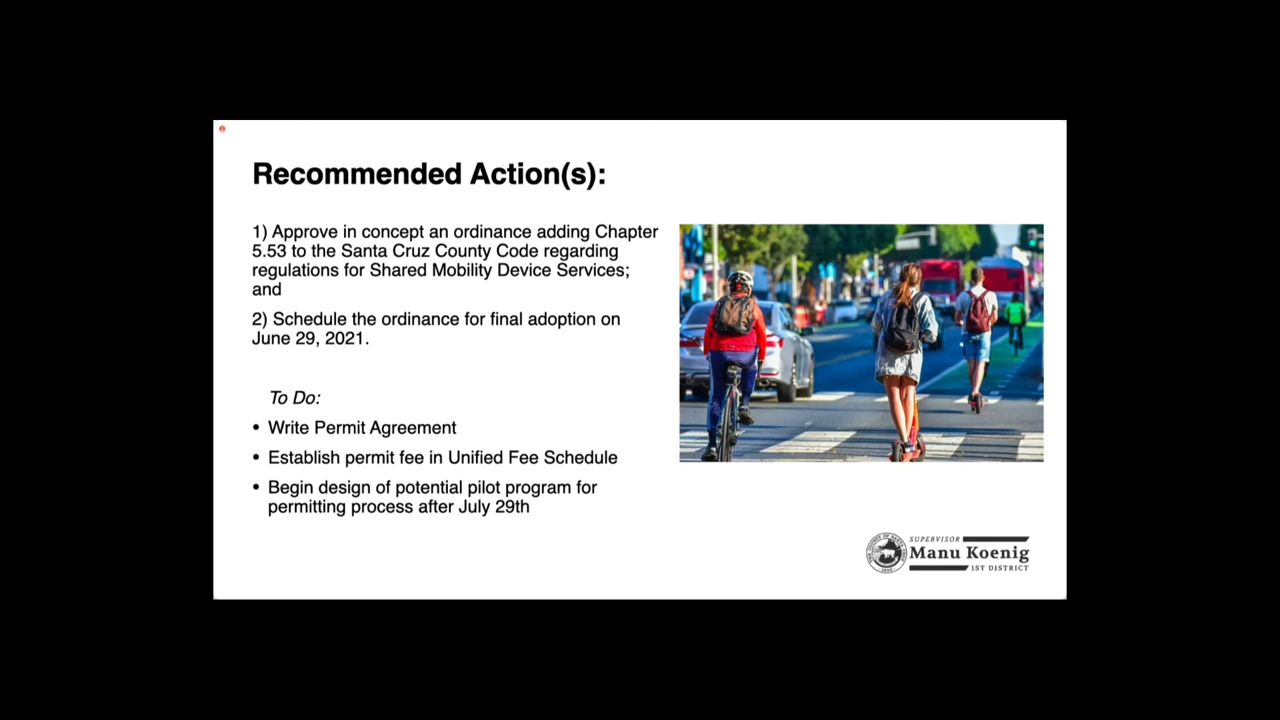 Recommended Action(s):
1) Approve in concept an ordinance adding Chapter
5.53 to the Santa Cruz County Code regarding
regulations for Shared Mobility Device Services;
and
2) Schedule the ordinance for final adoption on
June 29, 2021.
To Do:
• Write Permit Agreement
• Establish permit fee in Unified Fee Schedule
• Begin design of potential pilot program for
permitting process after July 29th
SUPERVISOR
Manu Koenig
1ST DISTRICT